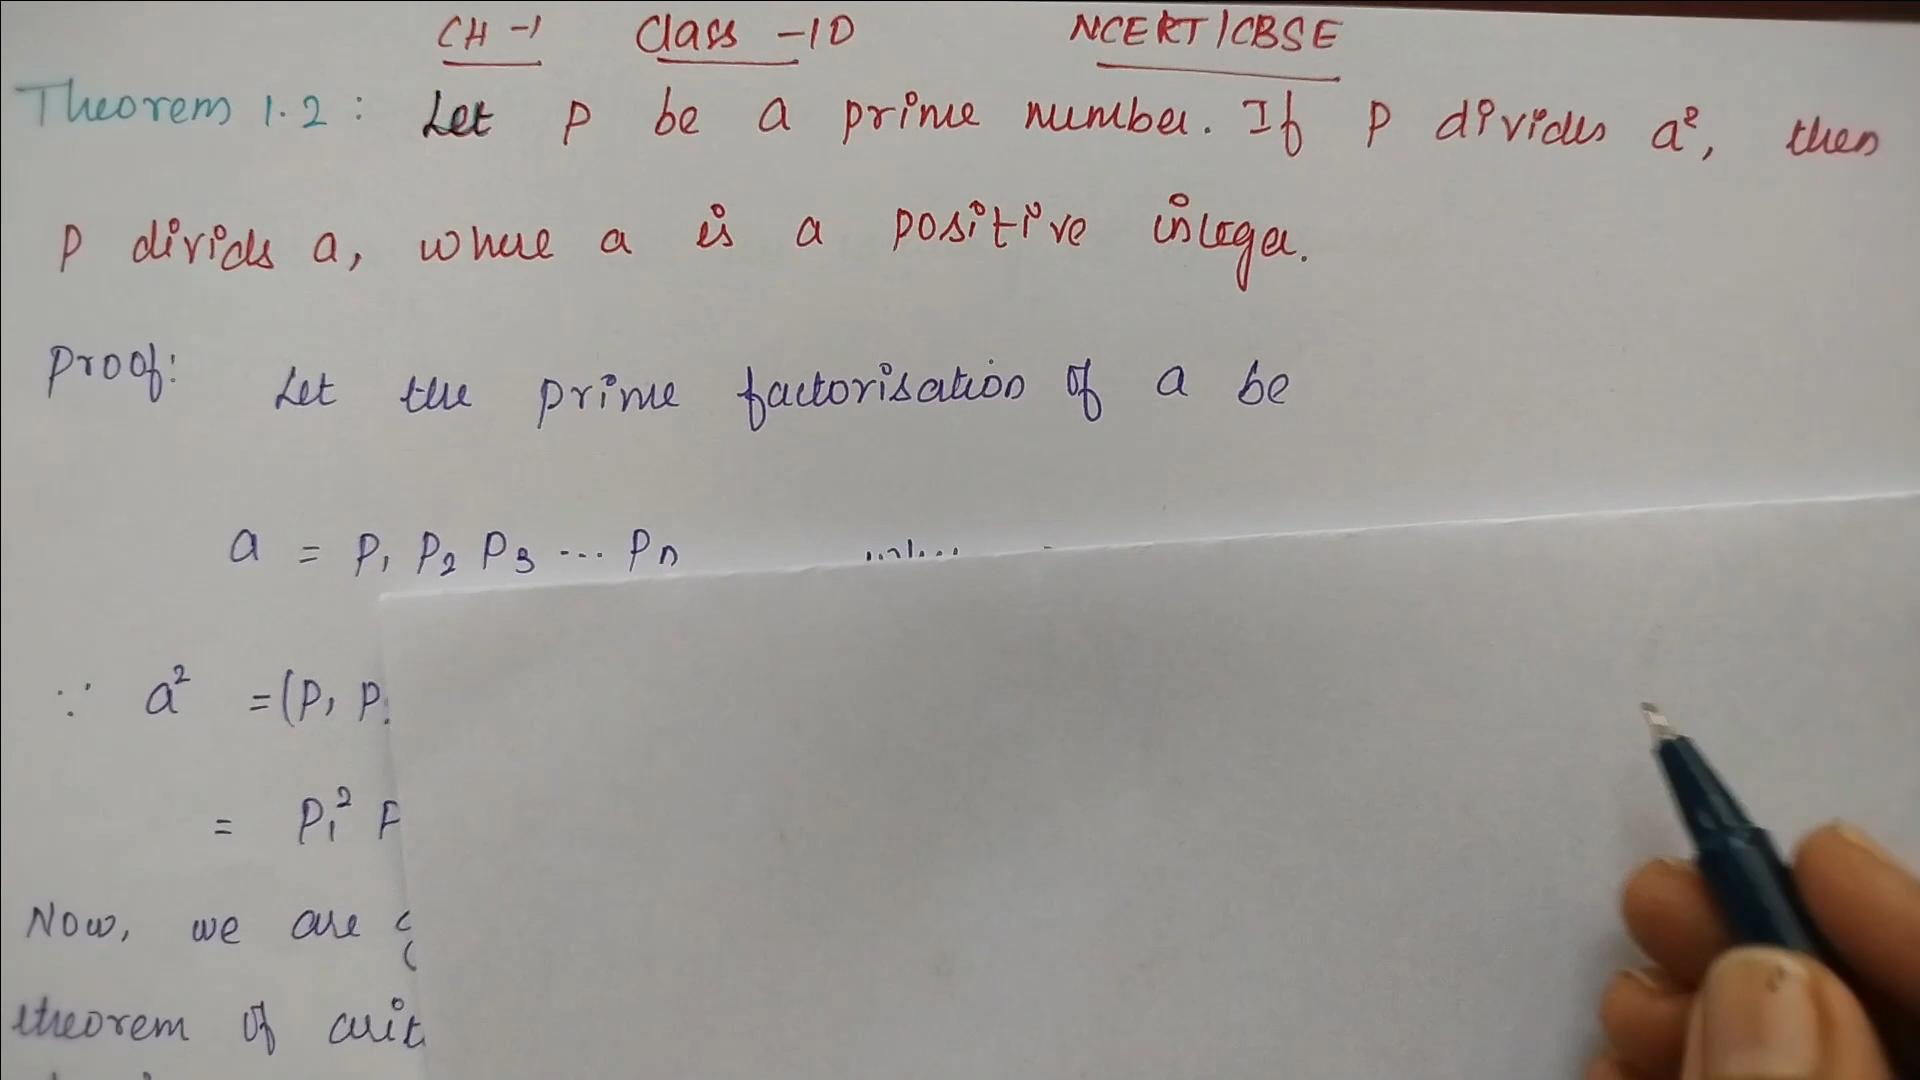 CH-1 Class-10 NCERT/CBSE
Theorem 1.2: Let p be a prime number. If p divides a², then
p divides a, where a is a positive integer.
Proof: Let the prime factorisation of a be
a = P₁ P₂ P₃ ... Pn
∵ a² = (P₁ P
= P₁² P
Now, we are
theorem of arit